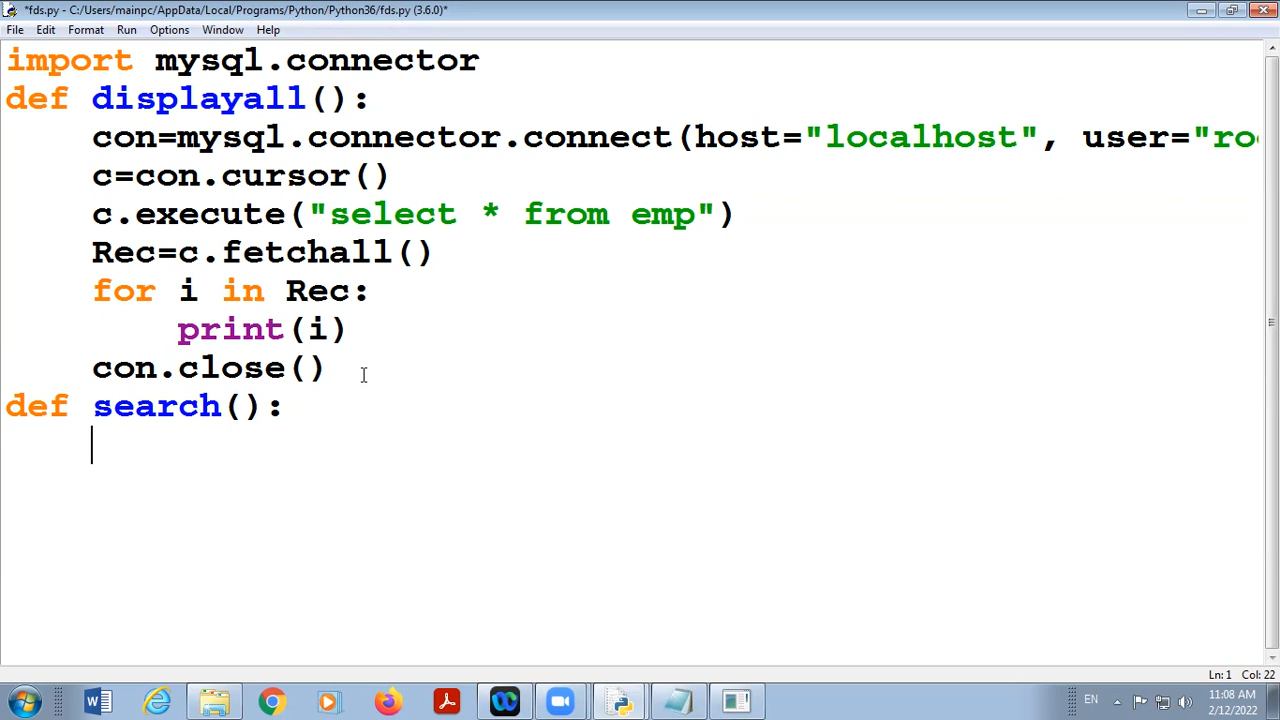 *fds.py - C:/Users/mainpc/AppData/Local/Programs/Python/Python36/fds.py (3.6.0)*
File Edit Format Run Options Window Help
import mysql.connector
def displayall():
    con=mysql.connector.connect(host="localhost", user="roo
    c=con.cursor()
    c.execute("select * from emp")
    Rec=c.fetchall()
    for i in Rec:
        print(i)
    con.close()
def search():
Ln: 1 Col: 22
EN 11:08 AM
2/12/2022